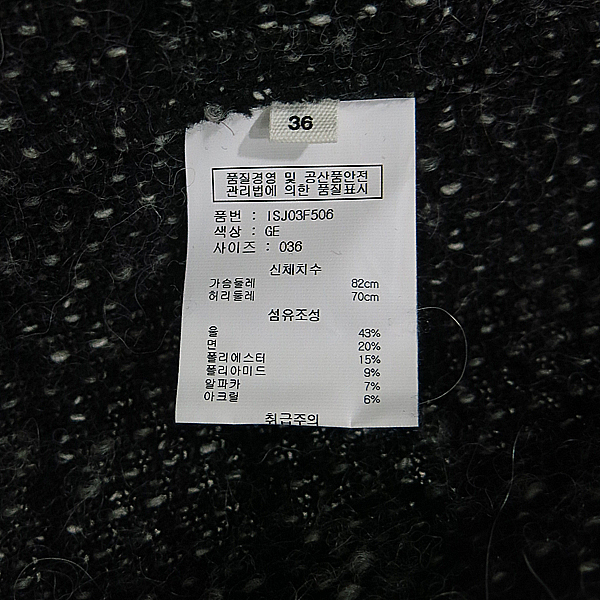 36
품질경영 및 공산품안전
관리법에 의한 품질표시
품번 : ISJ03F506
색상 : GE
사이즈 : 036
신체치수
가슴둘레 82cm
허리둘레 70cm
섬유조성
울 43%
면 20%
폴리에스터 15%
폴리아미드 9%
알파카 7%
아크릴 6%
취급주의